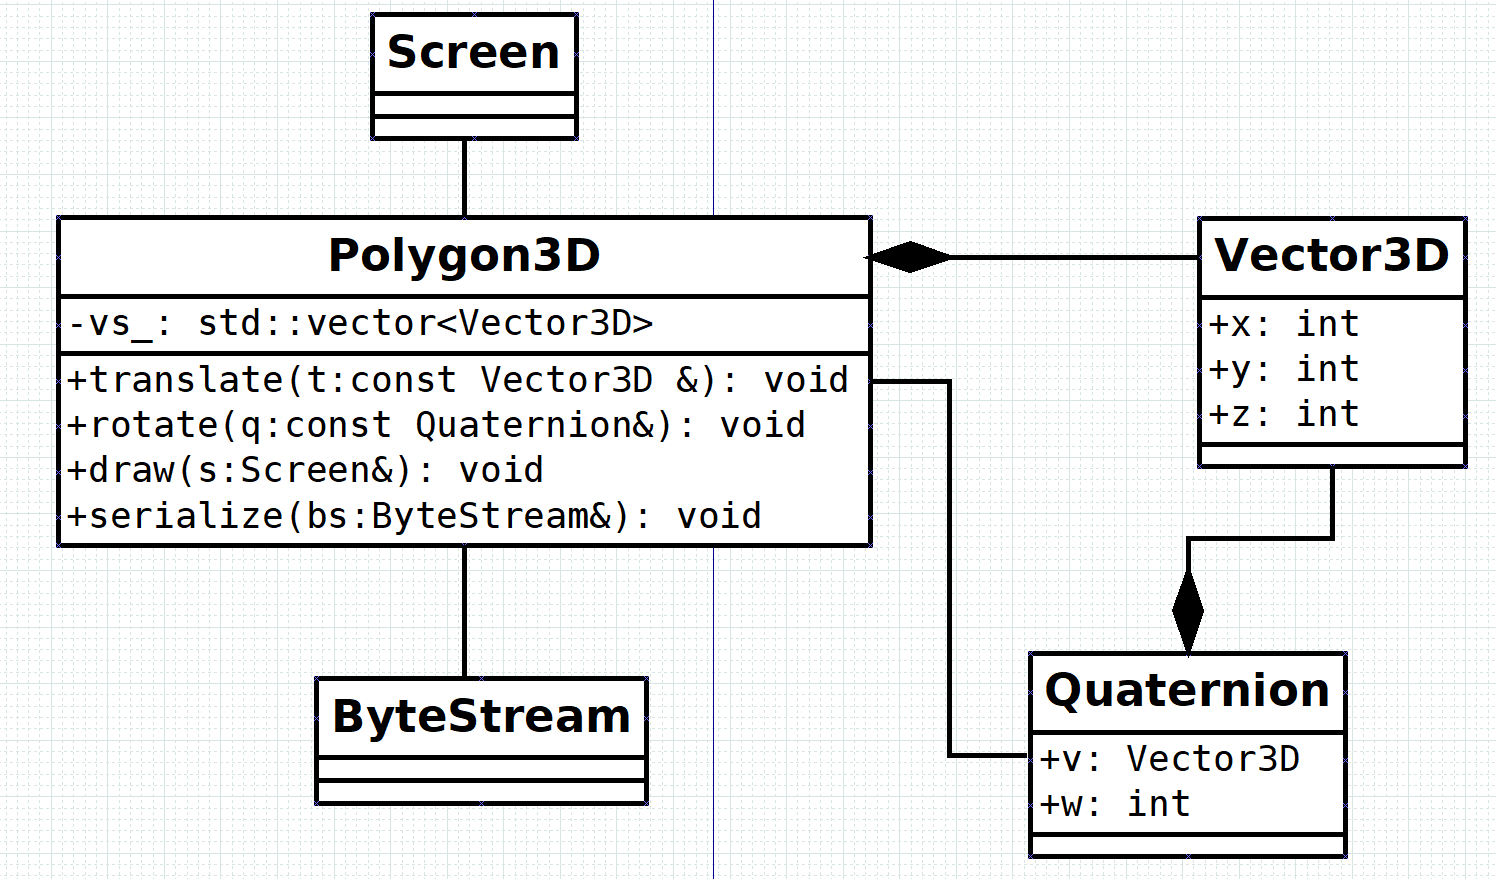 Screen
Polygon3D
-vs_: std::vector<Vector3D>
+translate(t:const Vector3D &): void
+rotate(q:const Quaternion&): void
+draw(s:Screen&): void
+serialize(bs:ByteStream&): void
Vector3D
+x: int
+y: int
+z: int
ByteStream
Quaternion
+v: Vector3D
+w: int